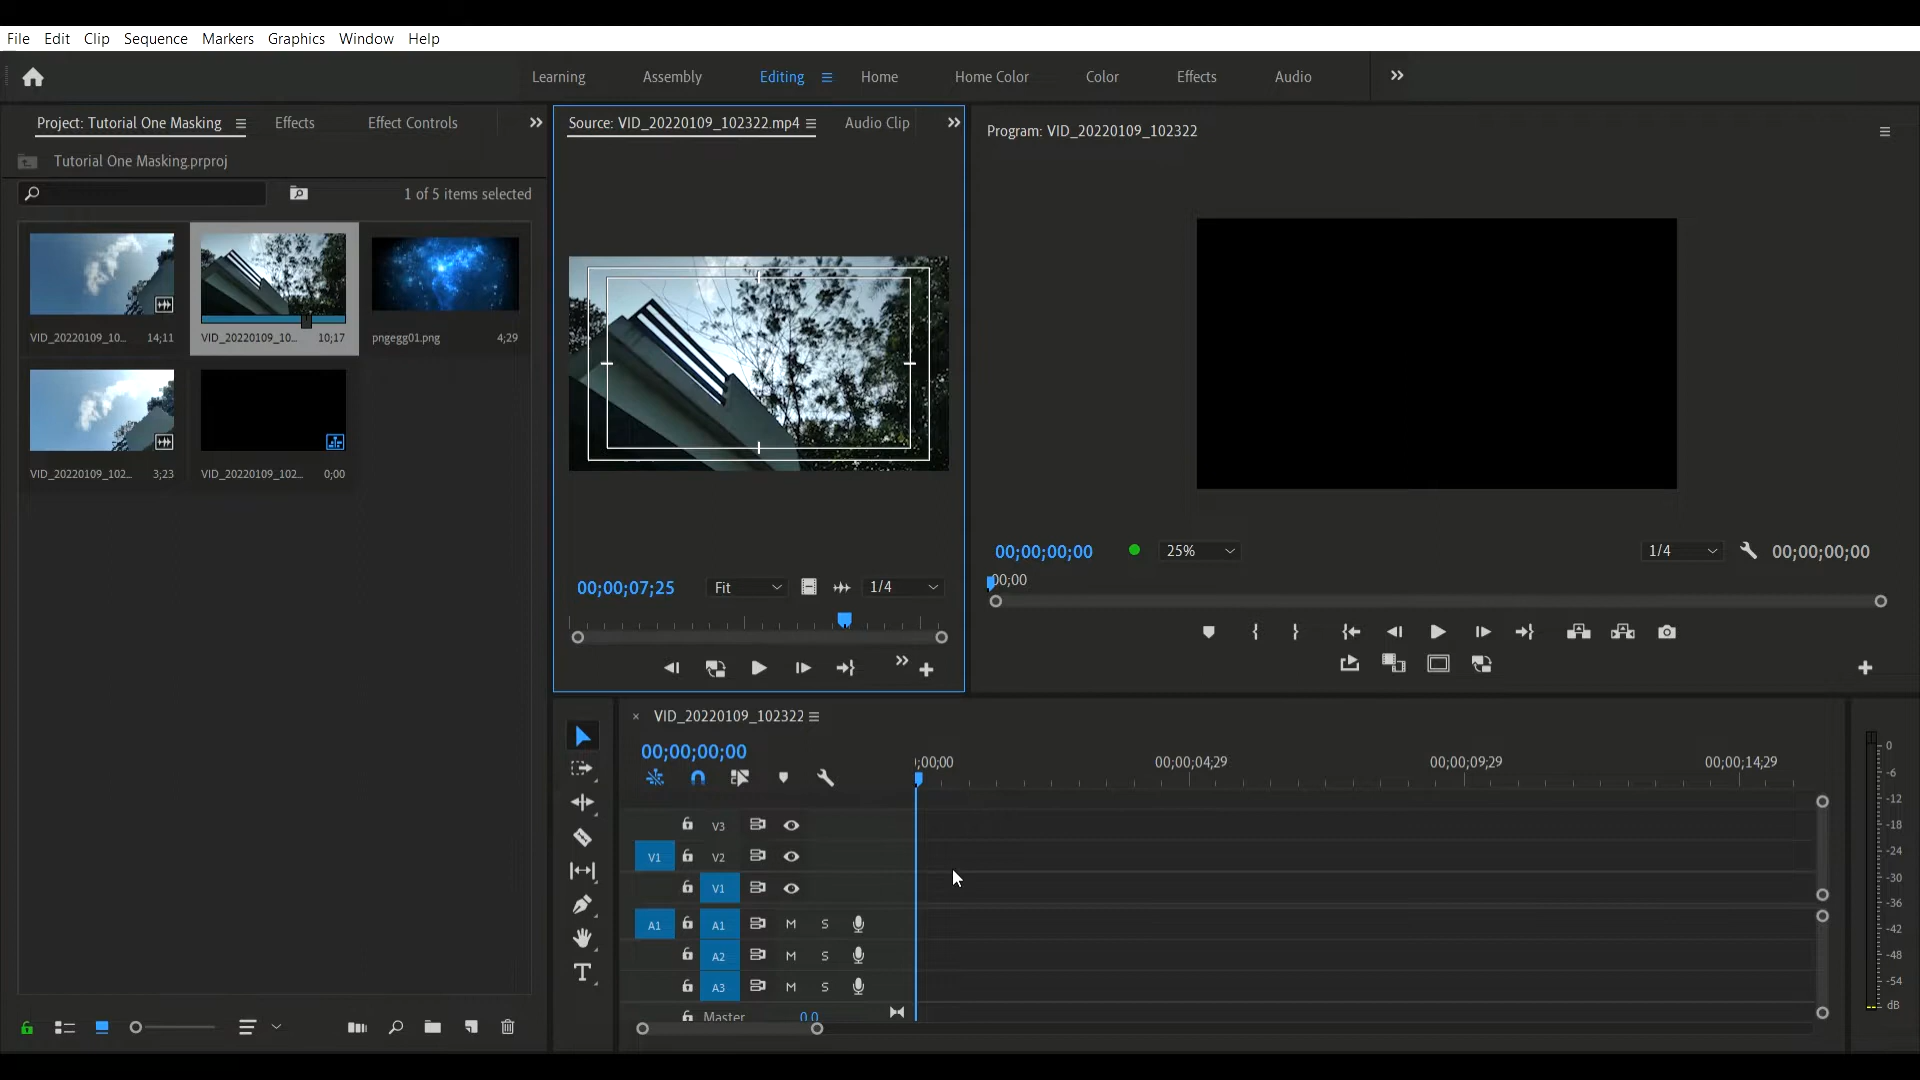 File Edit Clip Sequence Markers Graphics Window Help
Learning Assembly Editing Home Home Color Color Effects Audio
Project: Tutorial One Masking Effects Effect Controls
Tutorial One Masking.prproj
1 of 5 items selected
VID_20220109_10... 14;11
VID_20220109_10... 10;17
pngegg01.png 4;29
VID_20220109_102... 3;23
VID_20220109_102... 0;00
Source: VID_20220109_102322.mp4 Audio Clip
00;00;07;25 Fit 1/4
Program: VID_20220109_102322
00;00;00;00 25% 1/4 00;00;00;00
00;00
× VID_20220109_102322
00;00;00;00
;00;00 00;00;04;29 00;00;09;29 00;00;14;29
V3
V1 V2
V1
A1 A1 M S
A2 M S
A3 M S
Master 0.0
0
-6
-12
-18
-24
-30
-36
-42
-48
-54
dB